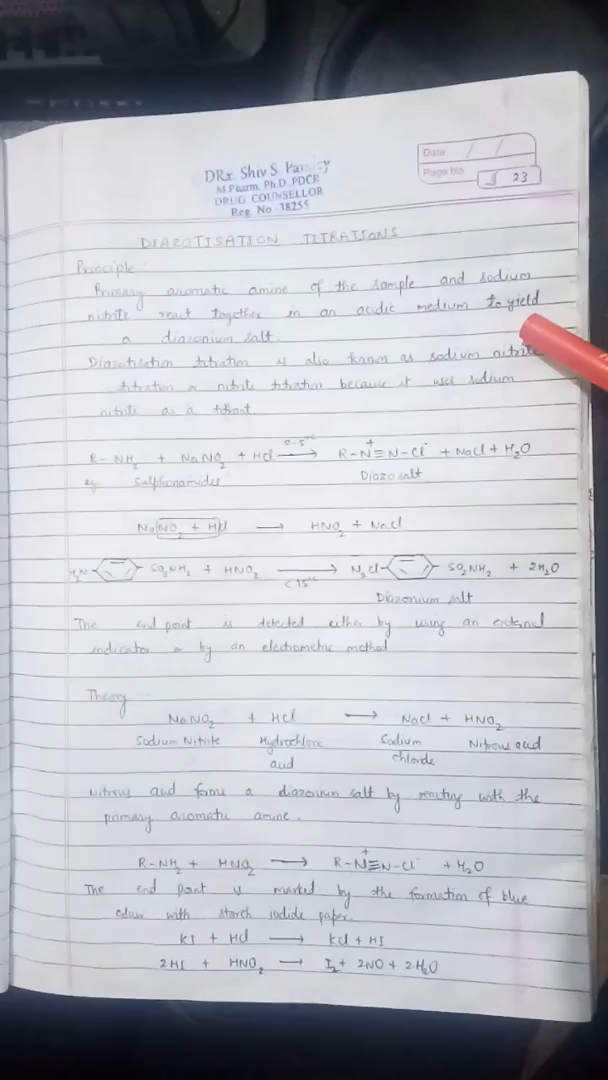 DRx. Shiv S.
M.Pharm, Ph.D, PDCR
DRUG COUNSELLOR
Reg. No -38255
Date / /
Page No. 23
DIAZOTISATION TITRATIONS
Principle
Primary aromatic amine of the sample and sodium
nitrite react together in an acidic medium to yield
a diazonium salt.
Diazotisation titration is also known as sodium nitrite
titration or nitrite titration because it uses sodium
nitrite as a titrant.
R-NH₂ + NaNO₂ + HCl —0-5°C→ R-N⁺≡N-Cl⁻ + NaCl + H₂O
eg. Sulphonamides Diazo salt
NaNO₂ + HCl → HNO₂ + NaCl
H₂N- -SO₂NH₂ + HNO₂ —<15°C→ N₂Cl- -SO₂NH₂ + 2H₂O
Diazonium salt
The end point is detected either by using an external
indicator or by an electrometric method
Theory
NaNO₂ + HCl → NaCl + HNO₂
Sodium Nitrite Hydrochloric Sodium Nitrous acid
acid chloride
Nitrous acid forms a diazonium salt by reacting with the
primary aromatic amine.
R-NH₂ + HNO₂ → R-N⁺≡N-Cl⁻ + H₂O
The end point is marked by the formation of blue
colour with starch iodide paper.
KI + HCl → KCl + HI
2HI + HNO₂ → I₂ + 2NO + 2H₂O